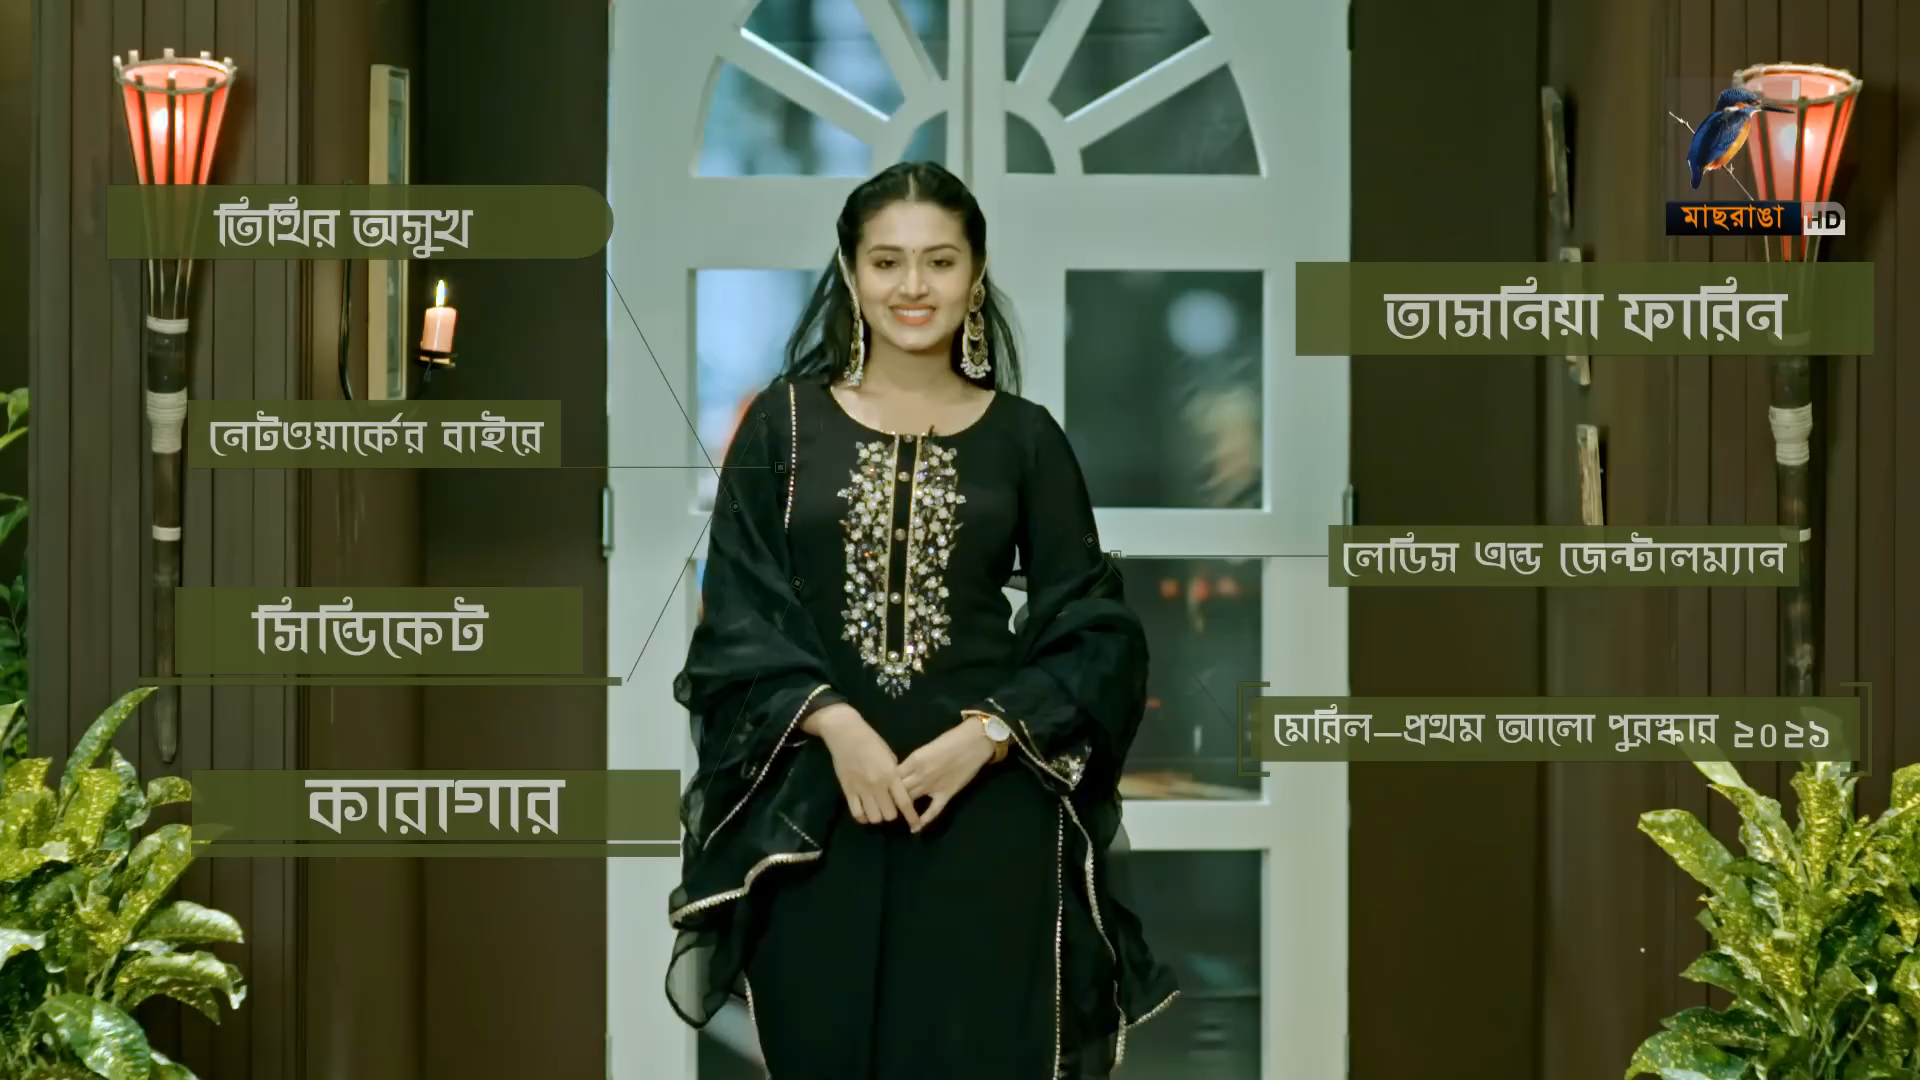 তিথির অসুখ
নেটওয়ার্কের বাইরে
সিন্ডিকেট
কারাগার
মাছরাঙা HD
তাসনিয়া ফারিন
লেডিস এন্ড জেন্টালম্যান
মেরিল–প্রথম আলো পুরস্কার ২০২১